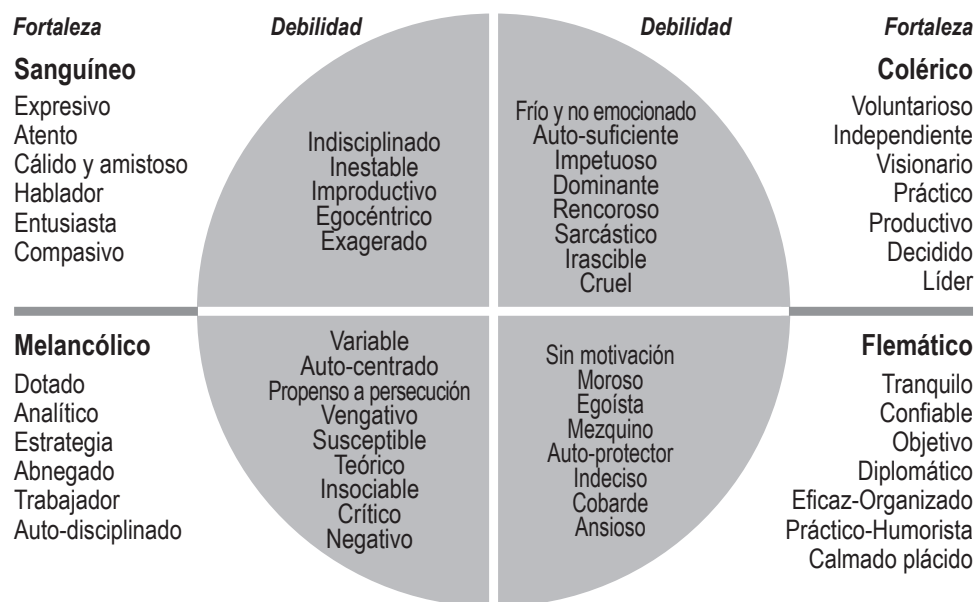 Fortaleza Debilidad Debilidad Fortaleza
Sanguíneo
Expresivo
Atento
Cálido y amistoso
Hablador
Entusiasta
Compasivo
Indisciplinado
Inestable
Improductivo
Egocéntrico
Exagerado
Frío y no emocionado
Auto-suficiente
Impetuoso
Dominante
Rencoroso
Sarcástico
Irascible
Cruel
Colérico
Voluntarioso
Independiente
Visionario
Práctico
Productivo
Decidido
Líder
Melancólico
Dotado
Analítico
Estrategia
Abnegado
Trabajador
Auto-disciplinado
Variable
Auto-centrado
Propenso a persecución
Vengativo
Susceptible
Teórico
Insociable
Crítico
Negativo
Sin motivación
Moroso
Egoísta
Mezquino
Auto-protector
Indeciso
Cobarde
Ansioso
Flemático
Tranquilo
Confiable
Objetivo
Diplomático
Eficaz-Organizado
Práctico-Humorista
Calmado plácido